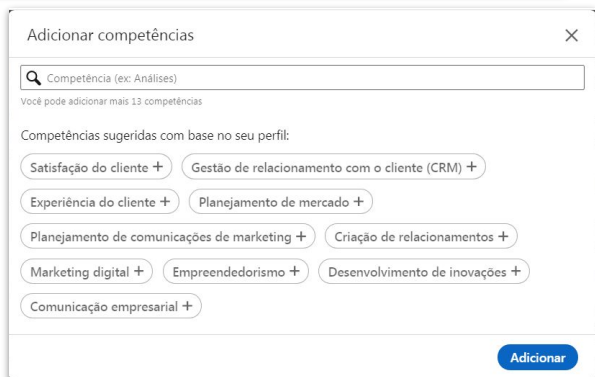 Adicionar competências
Competência (ex: Análises)
Você pode adicionar mais 13 competências
Competências sugeridas com base no seu perfil:
Satisfação do cliente + Gestão de relacionamento com o cliente (CRM) +
Experiência do cliente + Planejamento de mercado +
Planejamento de comunicações de marketing + Criação de relacionamentos +
Marketing digital + Empreendedorismo + Desenvolvimento de inovações +
Comunicação empresarial +
Adicionar